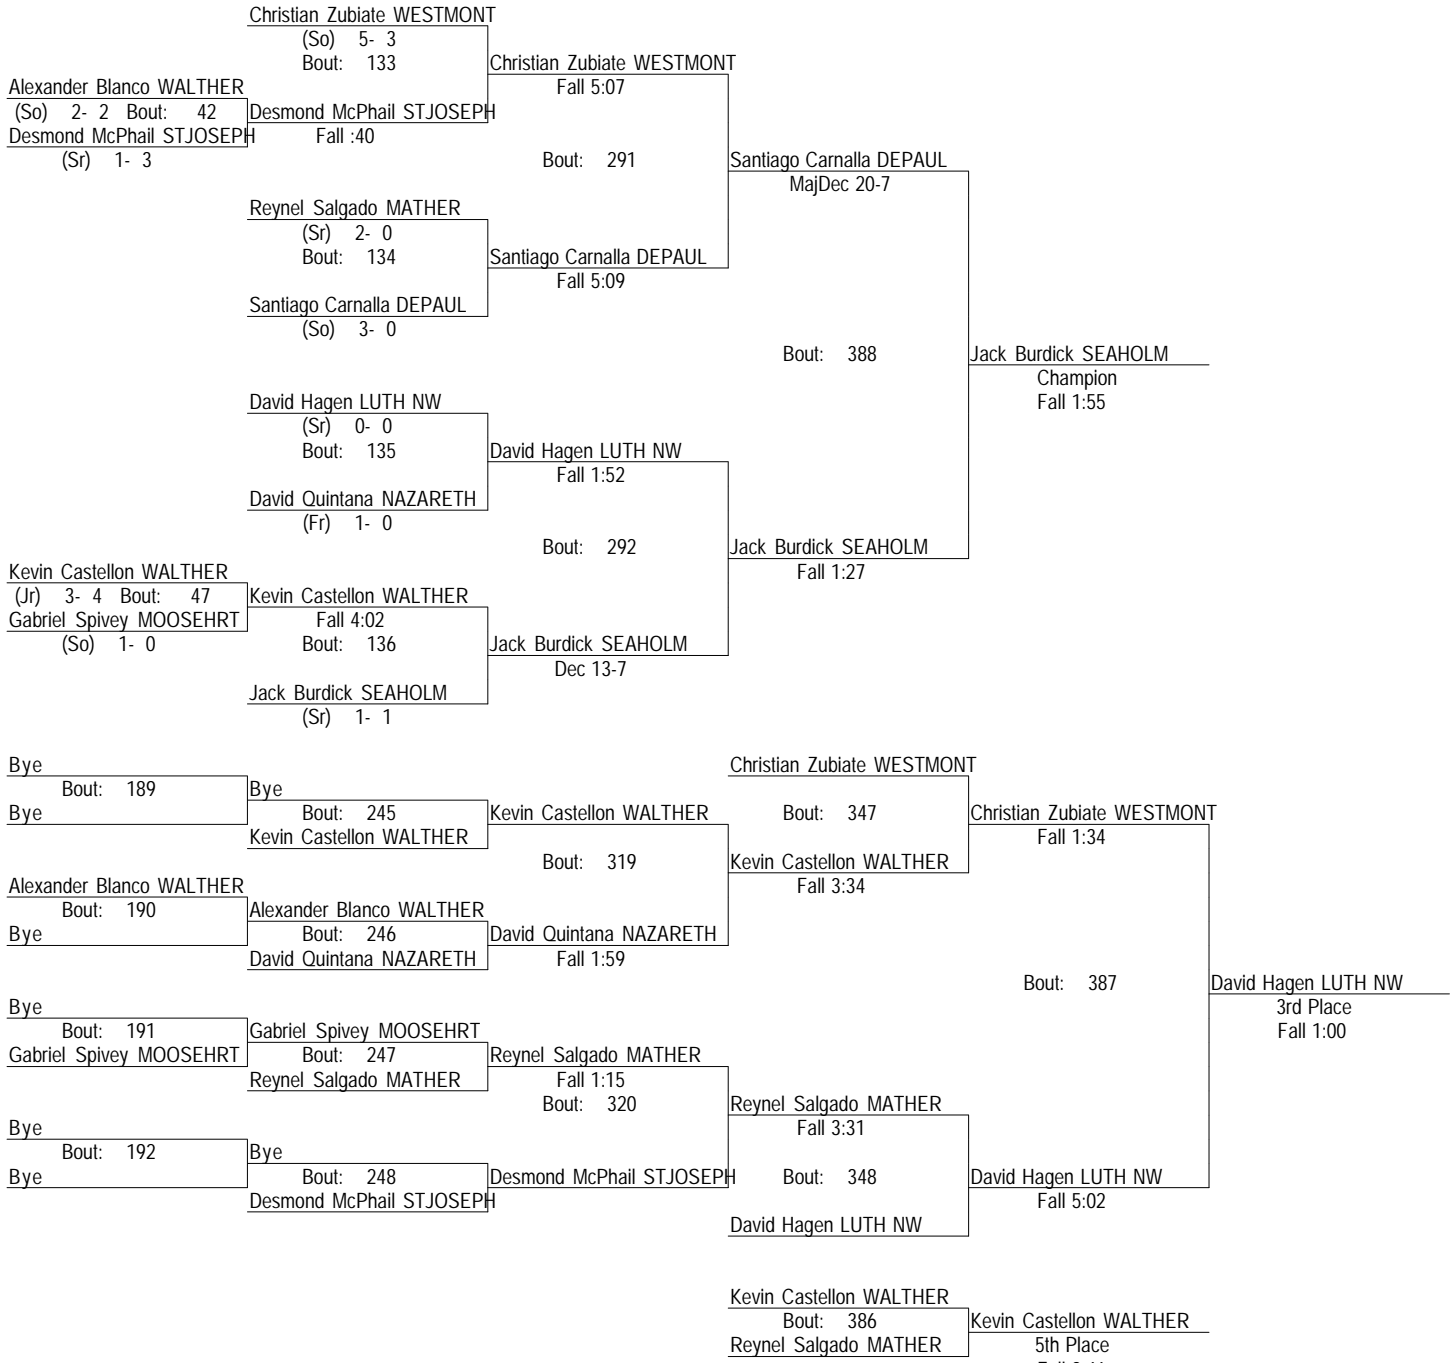 Christian Zubiate WESTMONT
(So) 5- 3
Bout: 133
Christian Zubiate WESTMONT
Fall 5:07
Alexander Blanco WALTHER
(So) 2- 2 Bout: 42
Desmond McPhail STJOSEPH
Desmond McPhail STJOSEPH
Fall :40
(Sr) 1- 3
Bout: 291
Santiago Carnalla DEPAUL
MajDec 20-7
Reynel Salgado MATHER
(Sr) 2- 0
Bout: 134
Santiago Carnalla DEPAUL
Fall 5:09
Santiago Carnalla DEPAUL
(So) 3- 0
Bout: 388
Jack Burdick SEAHOLM
Champion
Fall 1:55
David Hagen LUTH NW
(Sr) 0- 0
Bout: 135
David Hagen LUTH NW
Fall 1:52
David Quintana NAZARETH
(Fr) 1- 0
Bout: 292
Jack Burdick SEAHOLM
Fall 1:27
Kevin Castellon WALTHER
(Jr) 3- 4 Bout: 47
Kevin Castellon WALTHER
Gabriel Spivey MOOSEHRT
Fall 4:02
(So) 1- 0
Bout: 136
Jack Burdick SEAHOLM
Dec 13-7
Jack Burdick SEAHOLM
(Sr) 1- 1
Bye
Bout: 189
Bye
Bye
Bout: 245
Kevin Castellon WALTHER
Kevin Castellon WALTHER
Bout: 319
Christian Zubiate WESTMONT
Bout: 347
Christian Zubiate WESTMONT
Fall 1:34
Kevin Castellon WALTHER
Fall 3:34
Alexander Blanco WALTHER
Bout: 190
Bye
Alexander Blanco WALTHER
Bout: 246
David Quintana NAZARETH
David Quintana NAZARETH
Fall 1:59
Bout: 387
David Hagen LUTH NW
3rd Place
Fall 1:00
Bye
Bout: 191
Gabriel Spivey MOOSEHRT
Gabriel Spivey MOOSEHRT
Bout: 247
Reynel Salgado MATHER
Reynel Salgado MATHER
Fall 1:15
Bout: 320
Reynel Salgado MATHER
Fall 3:31
Bye
Bout: 192
Bye
Bye
Bout: 248
Desmond McPhail STJOSEPH
Desmond McPhail STJOSEPH
Bout: 348
David Hagen LUTH NW
Fall 5:02
David Hagen LUTH NW
Kevin Castellon WALTHER
Bout: 386
Kevin Castellon WALTHER
Reynel Salgado MATHER
5th Place